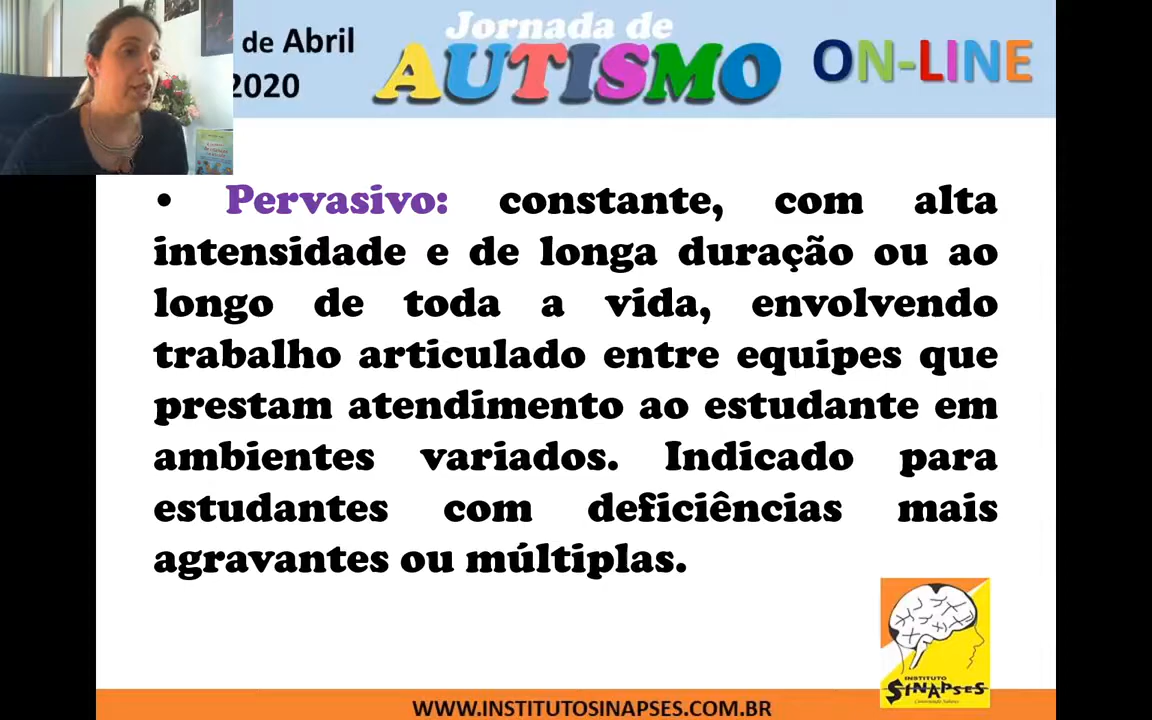 de Abril
2020
Jornada de
AUTISMO
ON-LINE
• Pervasivo: constante, com alta
intensidade e de longa duração ou ao
longo de toda a vida, envolvendo
trabalho articulado entre equipes que
prestam atendimento ao estudante em
ambientes variados. Indicado para
estudantes com deficiências mais
agravantes ou múltiplas.
INSTITUTO
SINAPSES
WWW.INSTITUTOSINAPSES.COM.BR